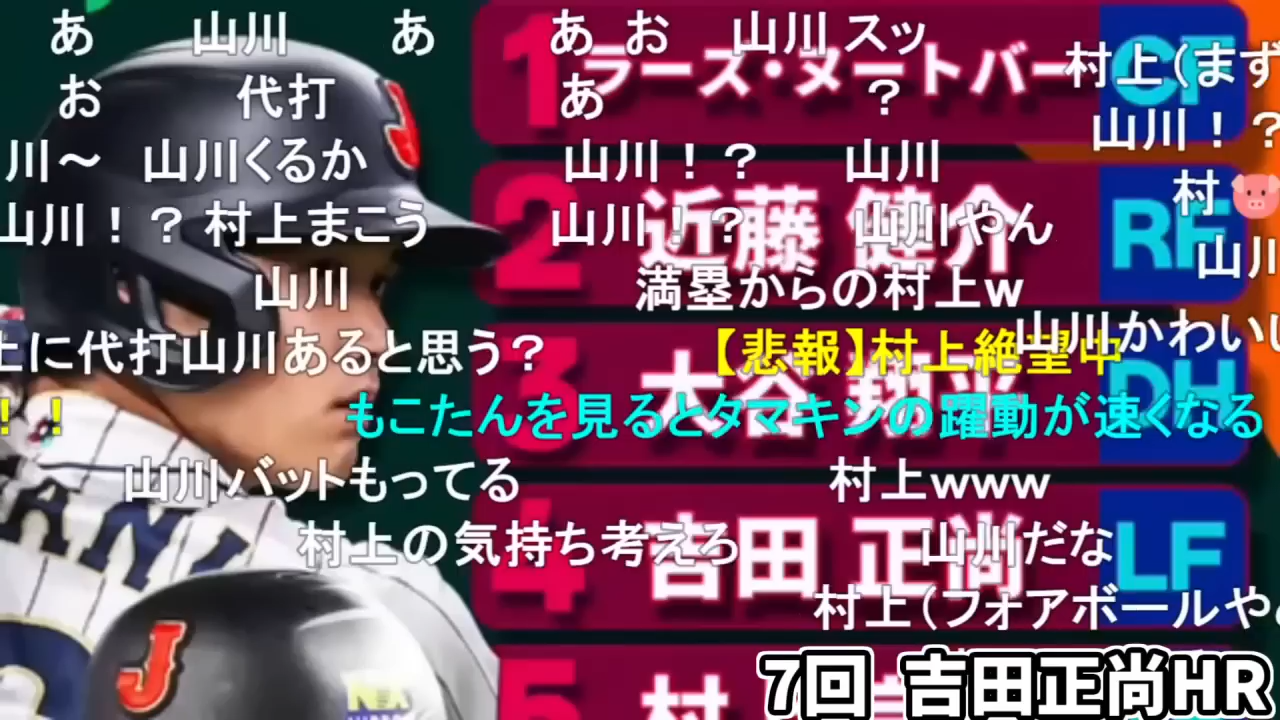 あ 山川 あ あ お 山川 スッ
1 ラーズ・ヌートバー CF
村上(まず
お 代打 あ ?
山川！？
川～ 山川くるか 山川！？ 山川
村🐷
2 近藤 健介 RF
山川！？ 村上まこう 山川！？ 山川やん
山川
山川 満塁からの村上w
山川かわいい
上に代打山川あると思う？ 【悲報】村上絶望中
3 大谷 翔平 DH
！！ もこたんを見るとタマキンの躍動が速くなる
山川バットもってる 村上www
村上の気持ち考えろ 山川だな
4 吉田 正尚 LF
村上(フォアボールや
J
J
5 村
7回 吉田正尚HR